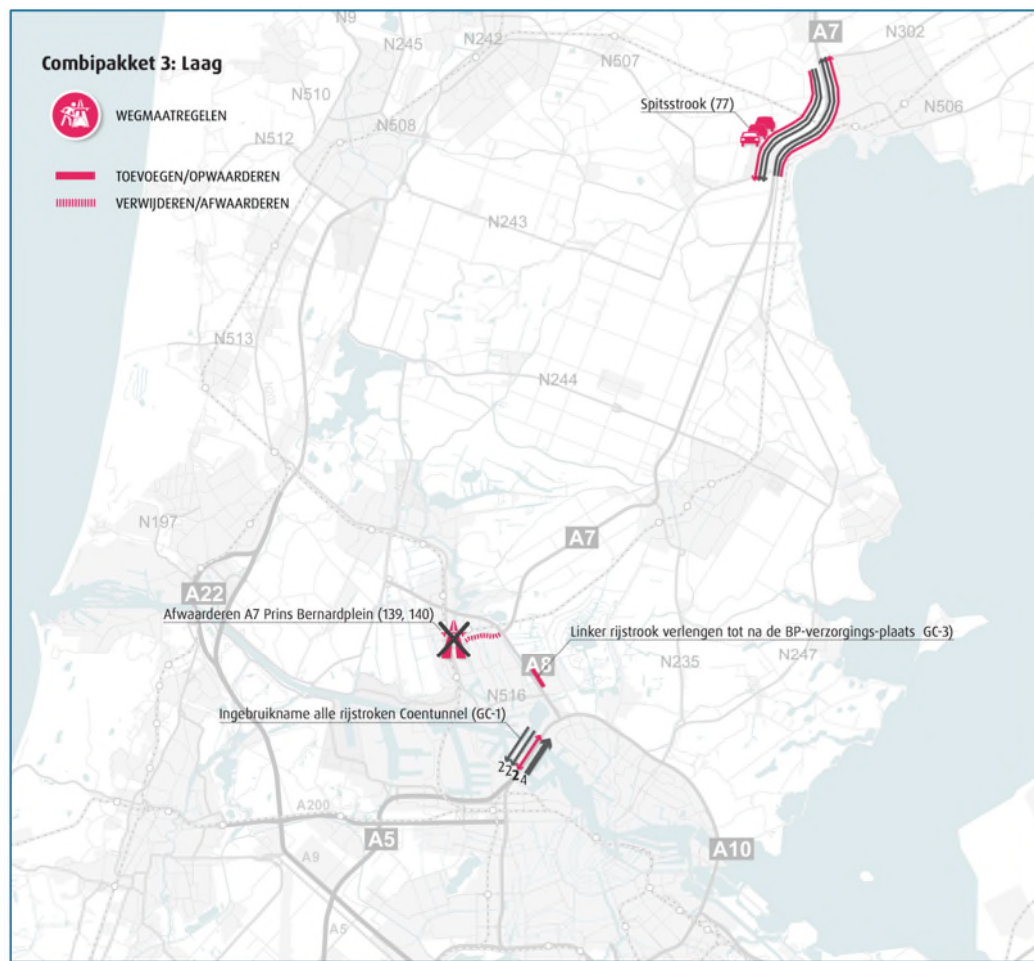 Combipakket 3: Laag
WEGMAATREGELEN
TOEVOEGEN/OPWAARDEREN
VERWIJDEREN/AFWAARDEREN
N9
N242
N245
A7
N302
N507
N510
Spitsstrook (77)
N506
N508
N512
N243
N513
N203
N244
N197
A7
A22
Afwaarderen A7 Prins Bernardplein (139, 140)
Linker rijstrook verlengen tot na de BP-verzorgings-plaats GC-3)
A8
N235
N247
N516
Ingebruikname alle rijstroken Coentunnel (GC-1)
2
2
2
4
A200
A5
A10
A9
A5